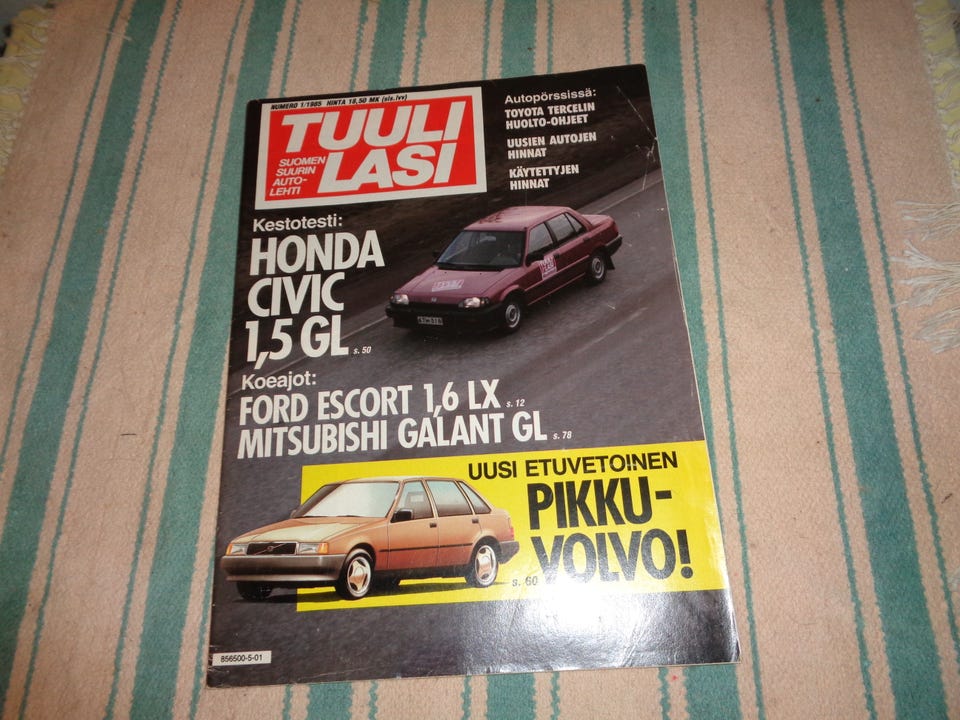 NUMERO 1/1985 HINTA 18,50 MK (sis.lvv)
TUULI
LASI
SUOMEN
SUURIN
AUTO-
LEHTI
Autopörssissä:
TOYOTA TERCELIN
HUOLTO-OHJEET
UUSIEN AUTOJEN
HINNAT
KÄYTETTYJEN
HINNAT
Kestotesti:
HONDA
CIVIC
1,5 GL s. 50
Koeajot:
FORD ESCORT 1,6 LX s. 12
MITSUBISHI GALANT GL s. 78
UUSI ETUVETOINEN
PIKKU-
VOLVO!
s. 60
856500-5-01